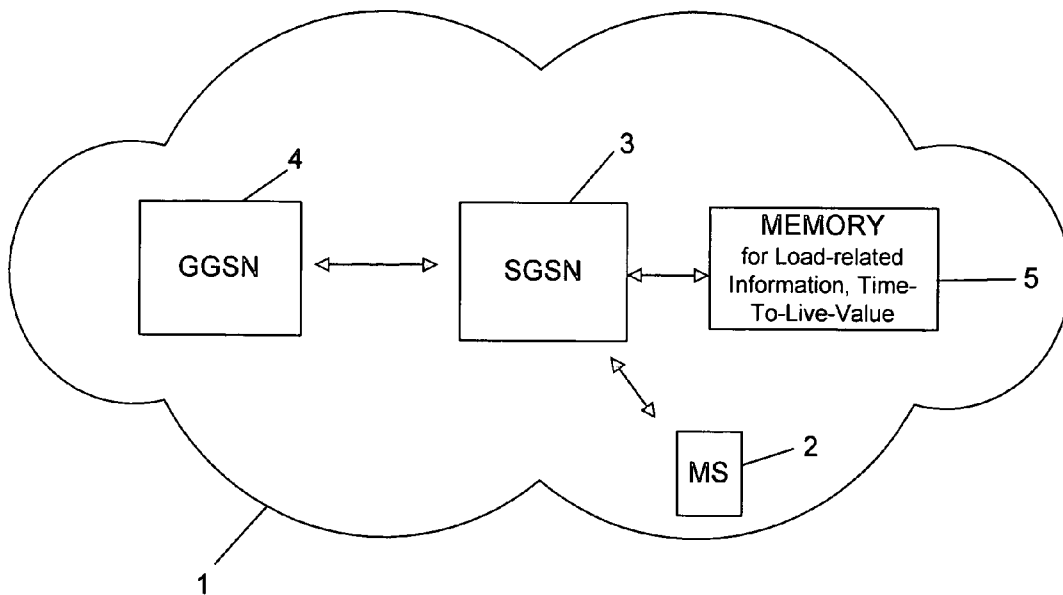 4
3
GGSN
SGSN
MEMORY
for Load-related
Information, Time-
To-Live-Value
5
MS
2
1